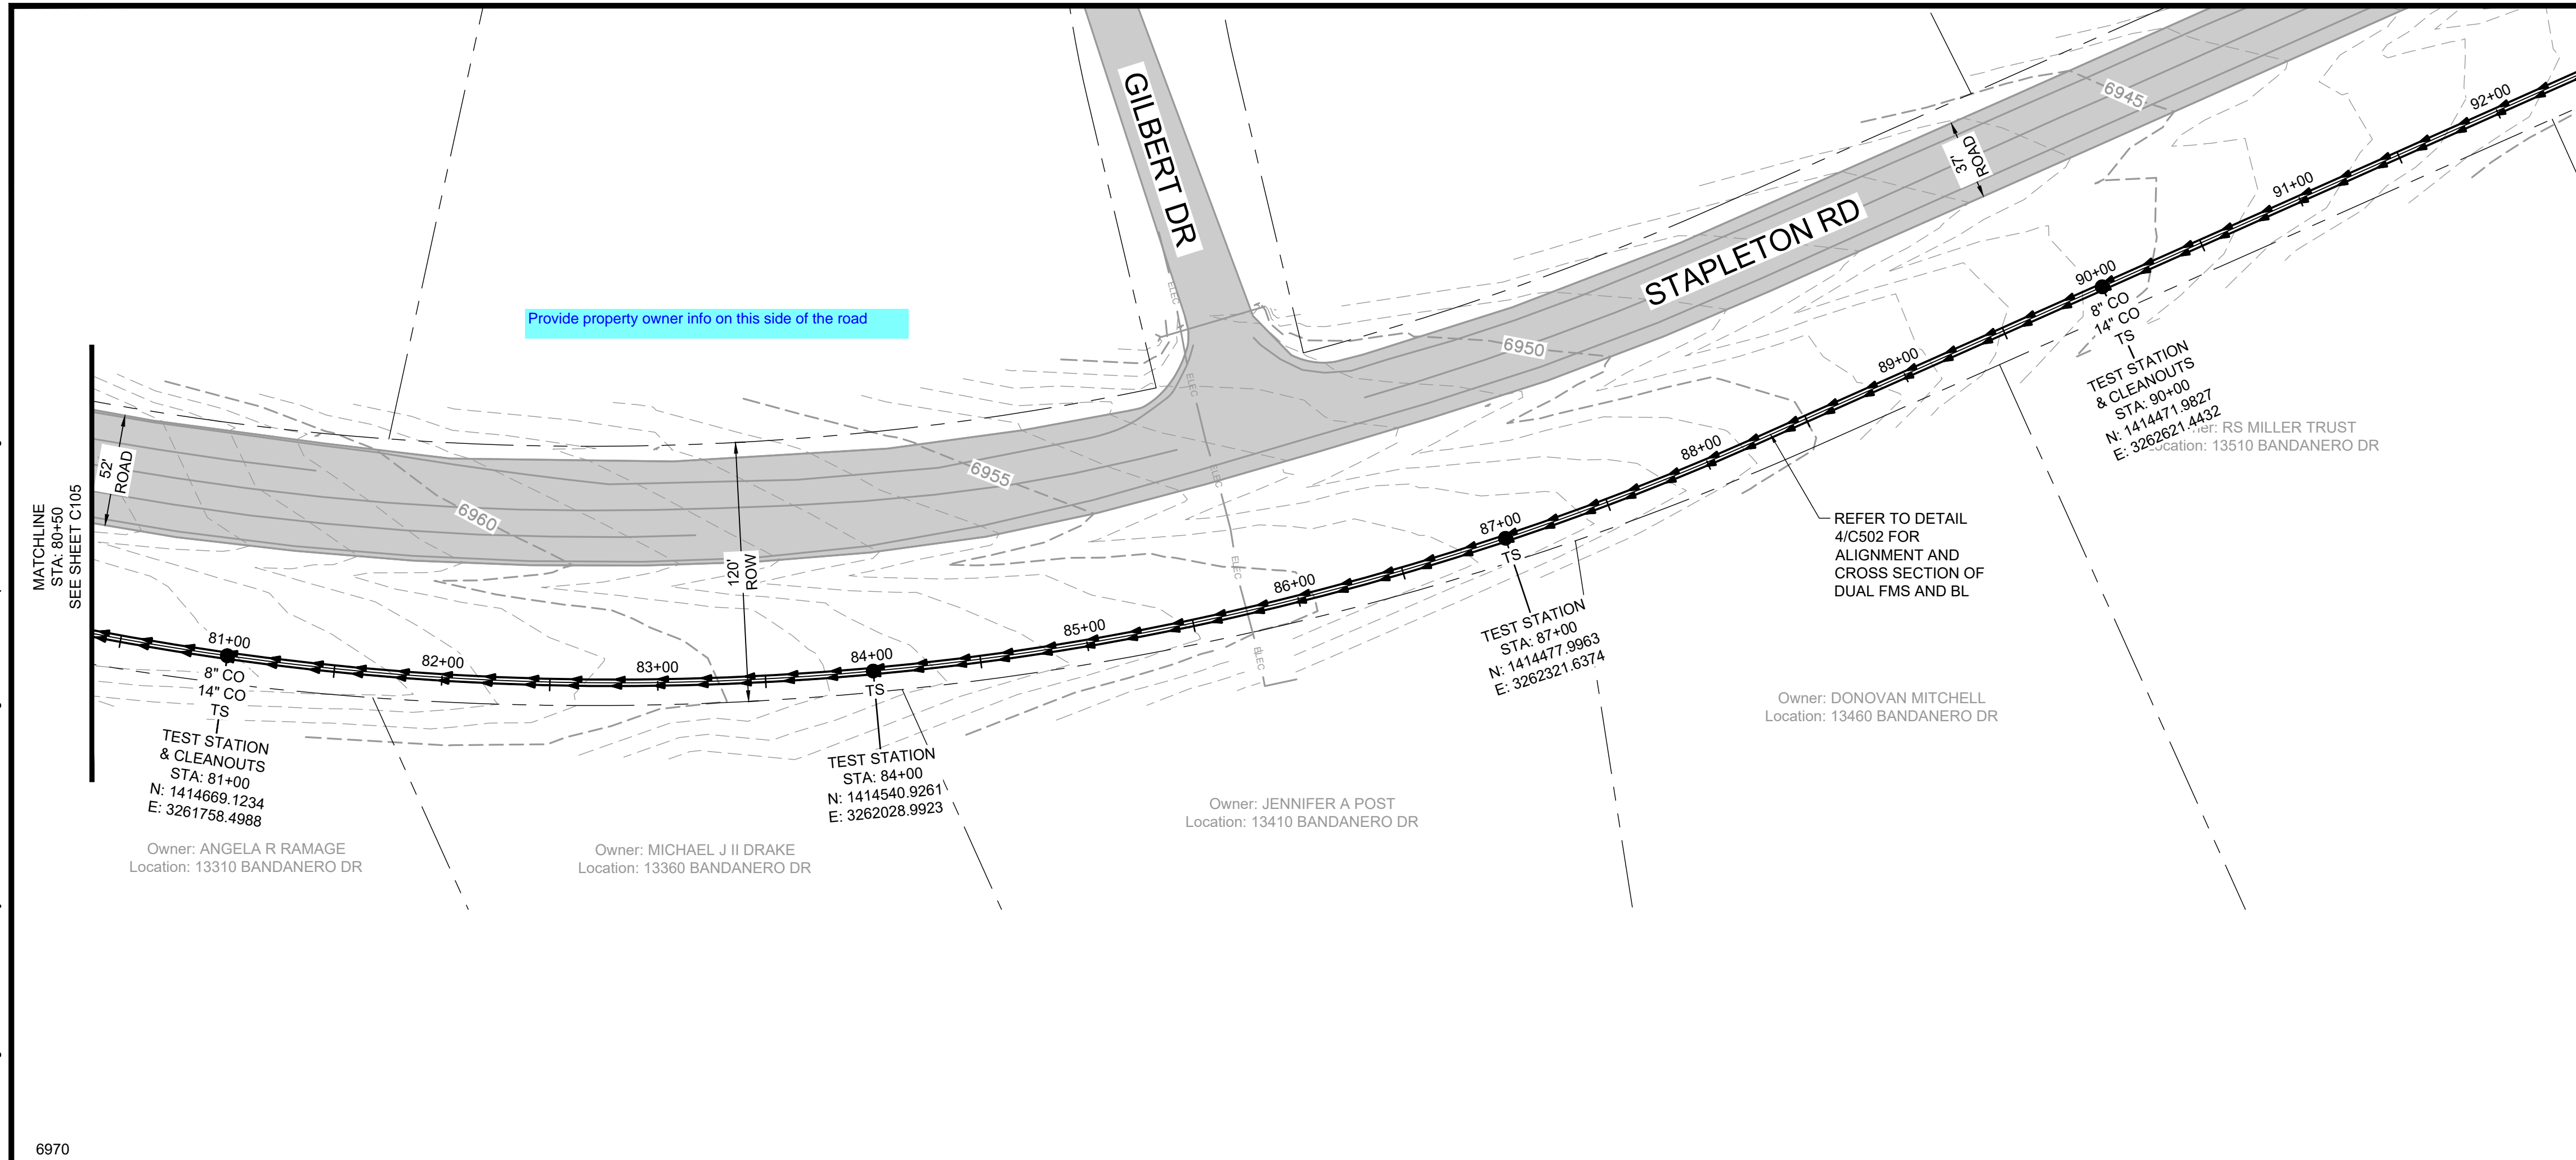 GILBERT DR
STAPLETON RD
6945
37'
ROAD
92+00
91+00
90+00
8" CO
14" CO
TS
TEST STATION
& CLEANOUTS
STA: 90+00
N: 1414471.9827
E: 3262621.4432
RS MILLER TRUST
13510 BANDANERO DR
Provide property owner info on this side of the road
ELEC
ELEC
ELEC
ELEC
ELEC
6950
6955
6960
52'
ROAD
120'
ROW
MATCHLINE
STA: 80+50
SEE SHEET C105
81+00
82+00
83+00
84+00
85+00
86+00
87+00
88+00
89+00
8" CO
14" CO
TS
TEST STATION
& CLEANOUTS
STA: 81+00
N: 1414669.1234
E: 3261758.4988
TS
TEST STATION
STA: 84+00
N: 1414540.9261
E: 3262028.9923
TS
TEST STATION
STA: 87+00
N: 1414477.9963
E: 3262321.6374
REFER TO DETAIL
4/C502 FOR
ALIGNMENT AND
CROSS SECTION OF
DUAL FMS AND BL
Owner: DONOVAN MITCHELL
Location: 13460 BANDANERO DR
Owner: JENNIFER A POST
Location: 13410 BANDANERO DR
Owner: ANGELA R RAMAGE
Location: 13310 BANDANERO DR
Owner: MICHAEL J II DRAKE
Location: 13360 BANDANERO DR
6970